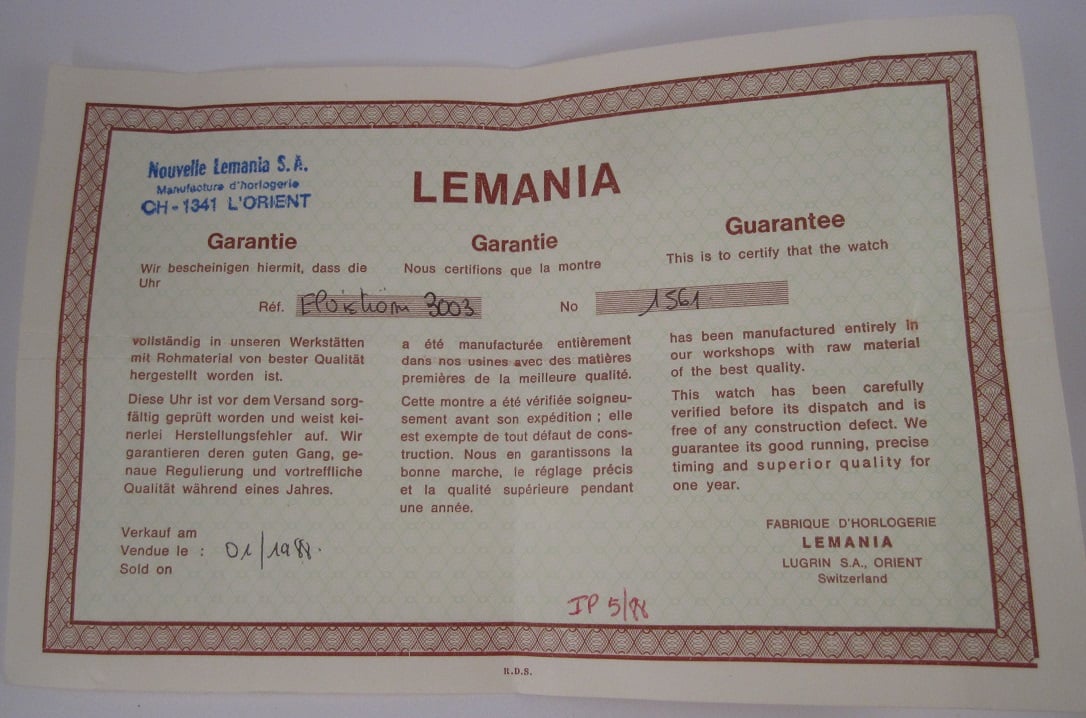 Nouvelle Lemania S.A.
Manufacture d'horlogerie
CH-1341 L'ORIENT
LEMANIA
Garantie
Wir bescheinigen hiermit, dass die
Uhr
Garantie
Nous certifions que la montre
Guarantee
This is to certify that the watch
Réf. 3003
No 1561
vollständig in unseren Werkstätten
mit Rohmaterial von bester Qualität
hergestellt worden ist.
Diese Uhr ist vor dem Versand sorg-
fältig geprüft worden und weist kei-
nerlei Herstellungsfehler auf. Wir
garantieren deren guten Gang, ge-
naue Regulierung und vortreffliche
Qualität während eines Jahres.
a été manufacturée entièrement
dans nos usines avec des matières
premières de la meilleure qualité.
Cette montre a été vérifiée soigneu-
sement avant son expédition ; elle
est exempte de tout défaut de cons-
truction. Nous en garantissons la
bonne marche, le réglage précis
et la qualité supérieure pendant
une année.
has been manufactured entirely in
our workshops with raw material
of the best quality.
This watch has been carefully
verified before its dispatch and is
free of any construction defect. We
guarantee its good running, precise
timing and superior quality for
one year.
Verkauf am
Vendue le : 01/1988.
Sold on
FABRIQUE D'HORLOGERIE
LEMANIA
LUGRIN S.A., ORIENT
Switzerland
IP 5/88
R.D.S.